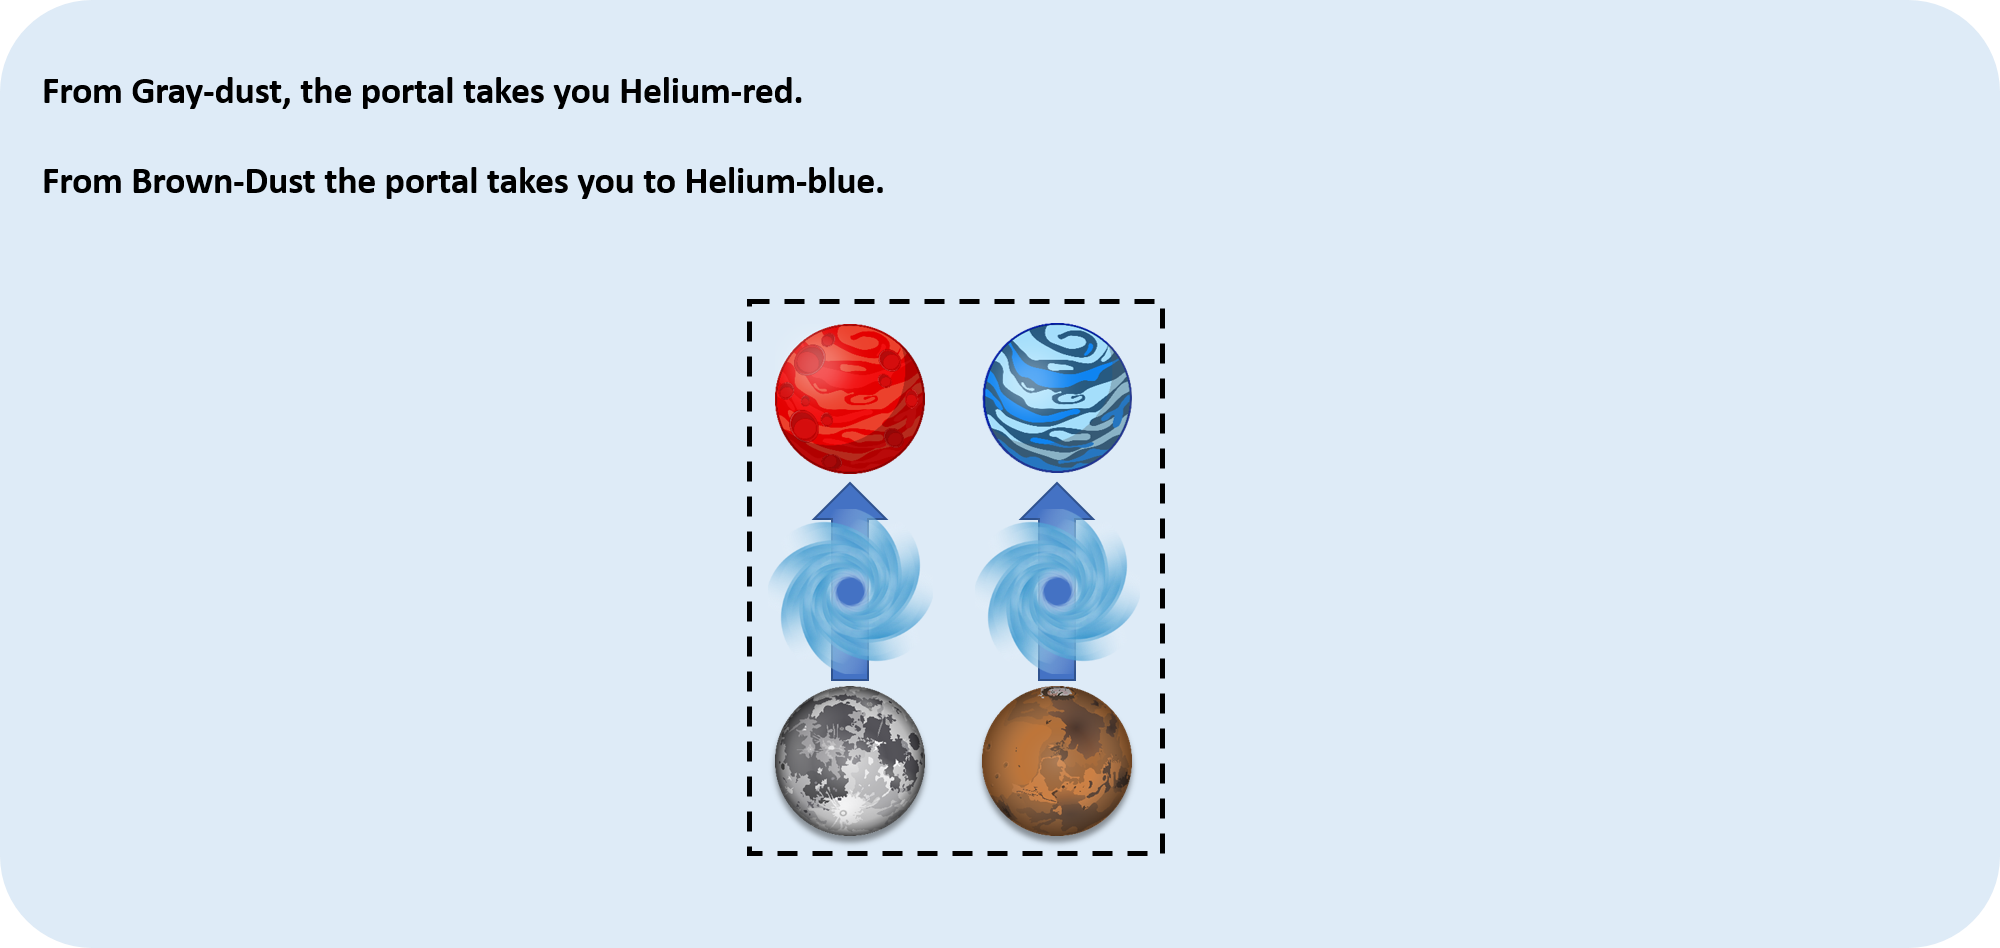 From Gray-dust, the portal takes you Helium-red.
From Brown-Dust the portal takes you to Helium-blue.